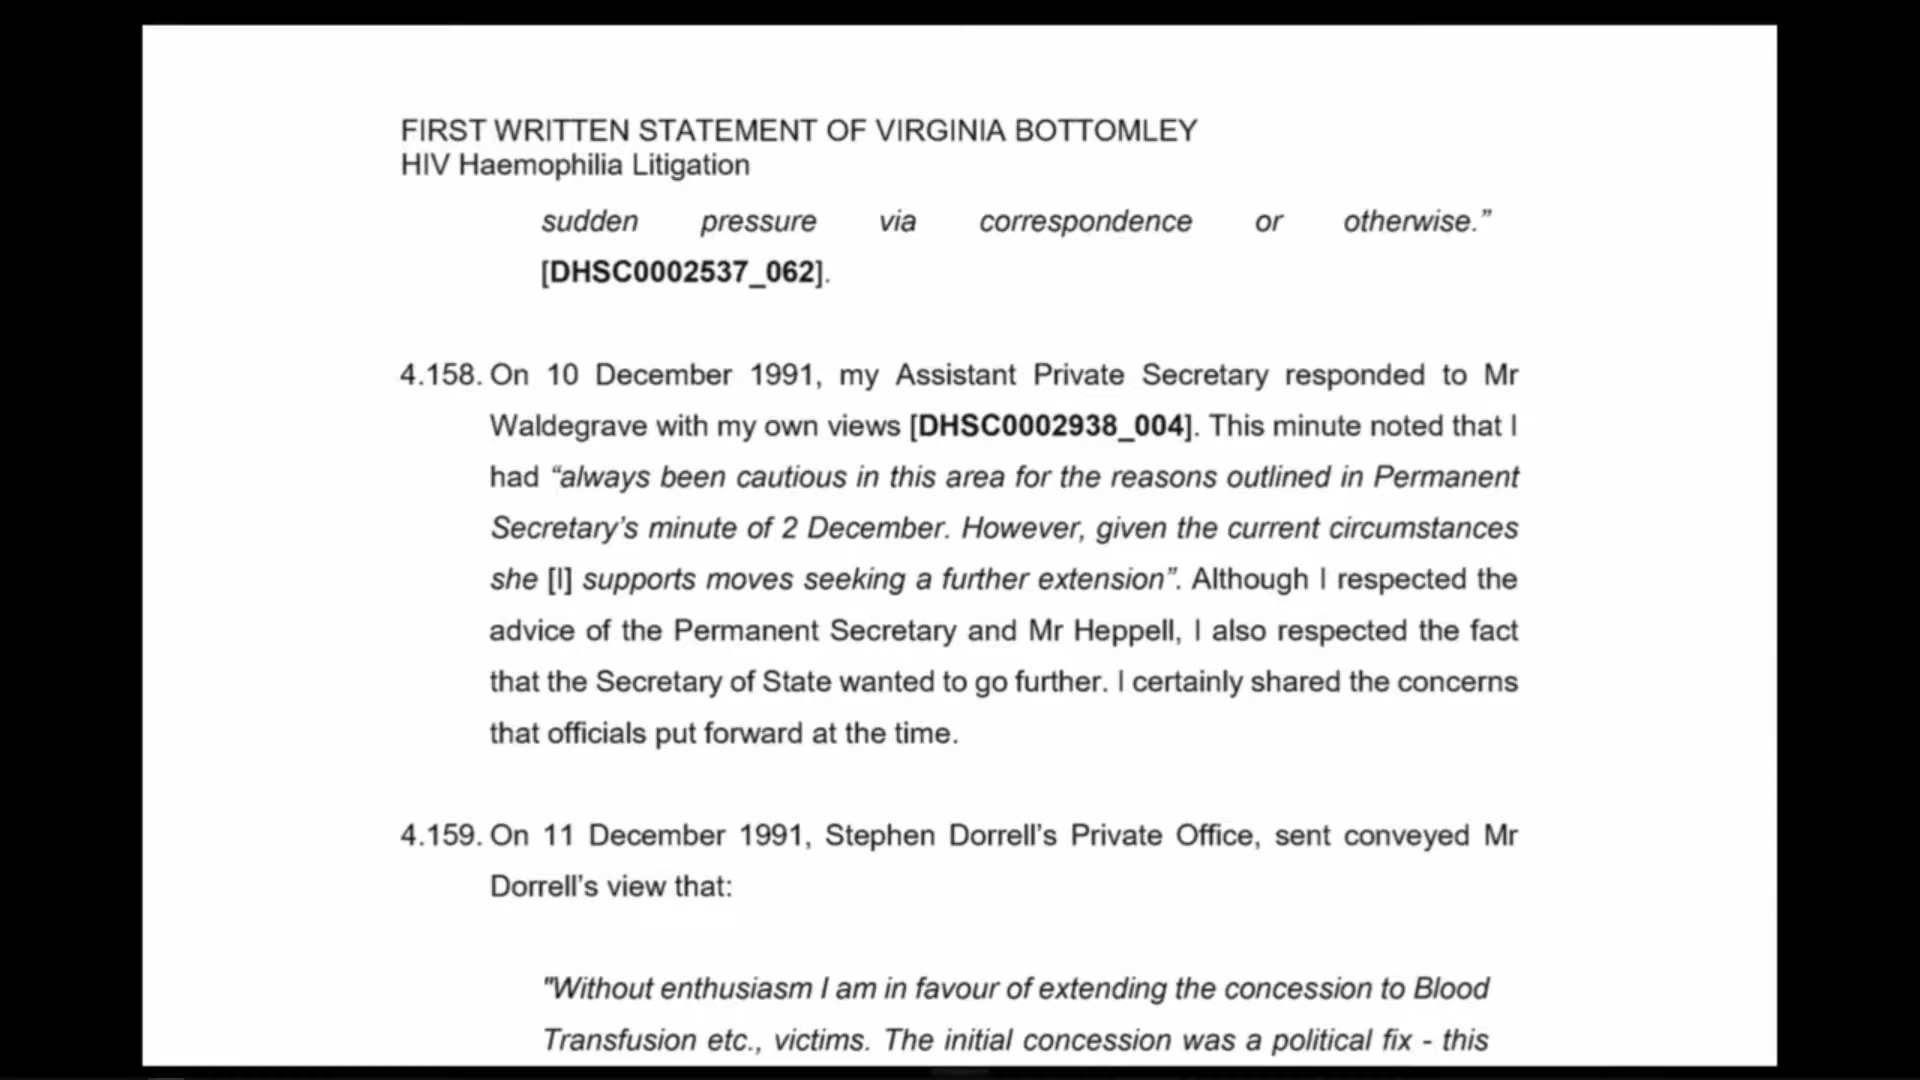 FIRST WRITTEN STATEMENT OF VIRGINIA BOTTOMLEY
HIV Haemophilia Litigation
sudden pressure via correspondence or otherwise.”
[DHSC0002537_062].
4.158. On 10 December 1991, my Assistant Private Secretary responded to Mr
Waldegrave with my own views [DHSC0002938_004]. This minute noted that I
had “always been cautious in this area for the reasons outlined in Permanent
Secretary’s minute of 2 December. However, given the current circumstances
she [I] supports moves seeking a further extension”. Although I respected the
advice of the Permanent Secretary and Mr Heppell, I also respected the fact
that the Secretary of State wanted to go further. I certainly shared the concerns
that officials put forward at the time.
4.159. On 11 December 1991, Stephen Dorrell’s Private Office, sent conveyed Mr
Dorrell’s view that:
"Without enthusiasm I am in favour of extending the concession to Blood
Transfusion etc., victims. The initial concession was a political fix - this